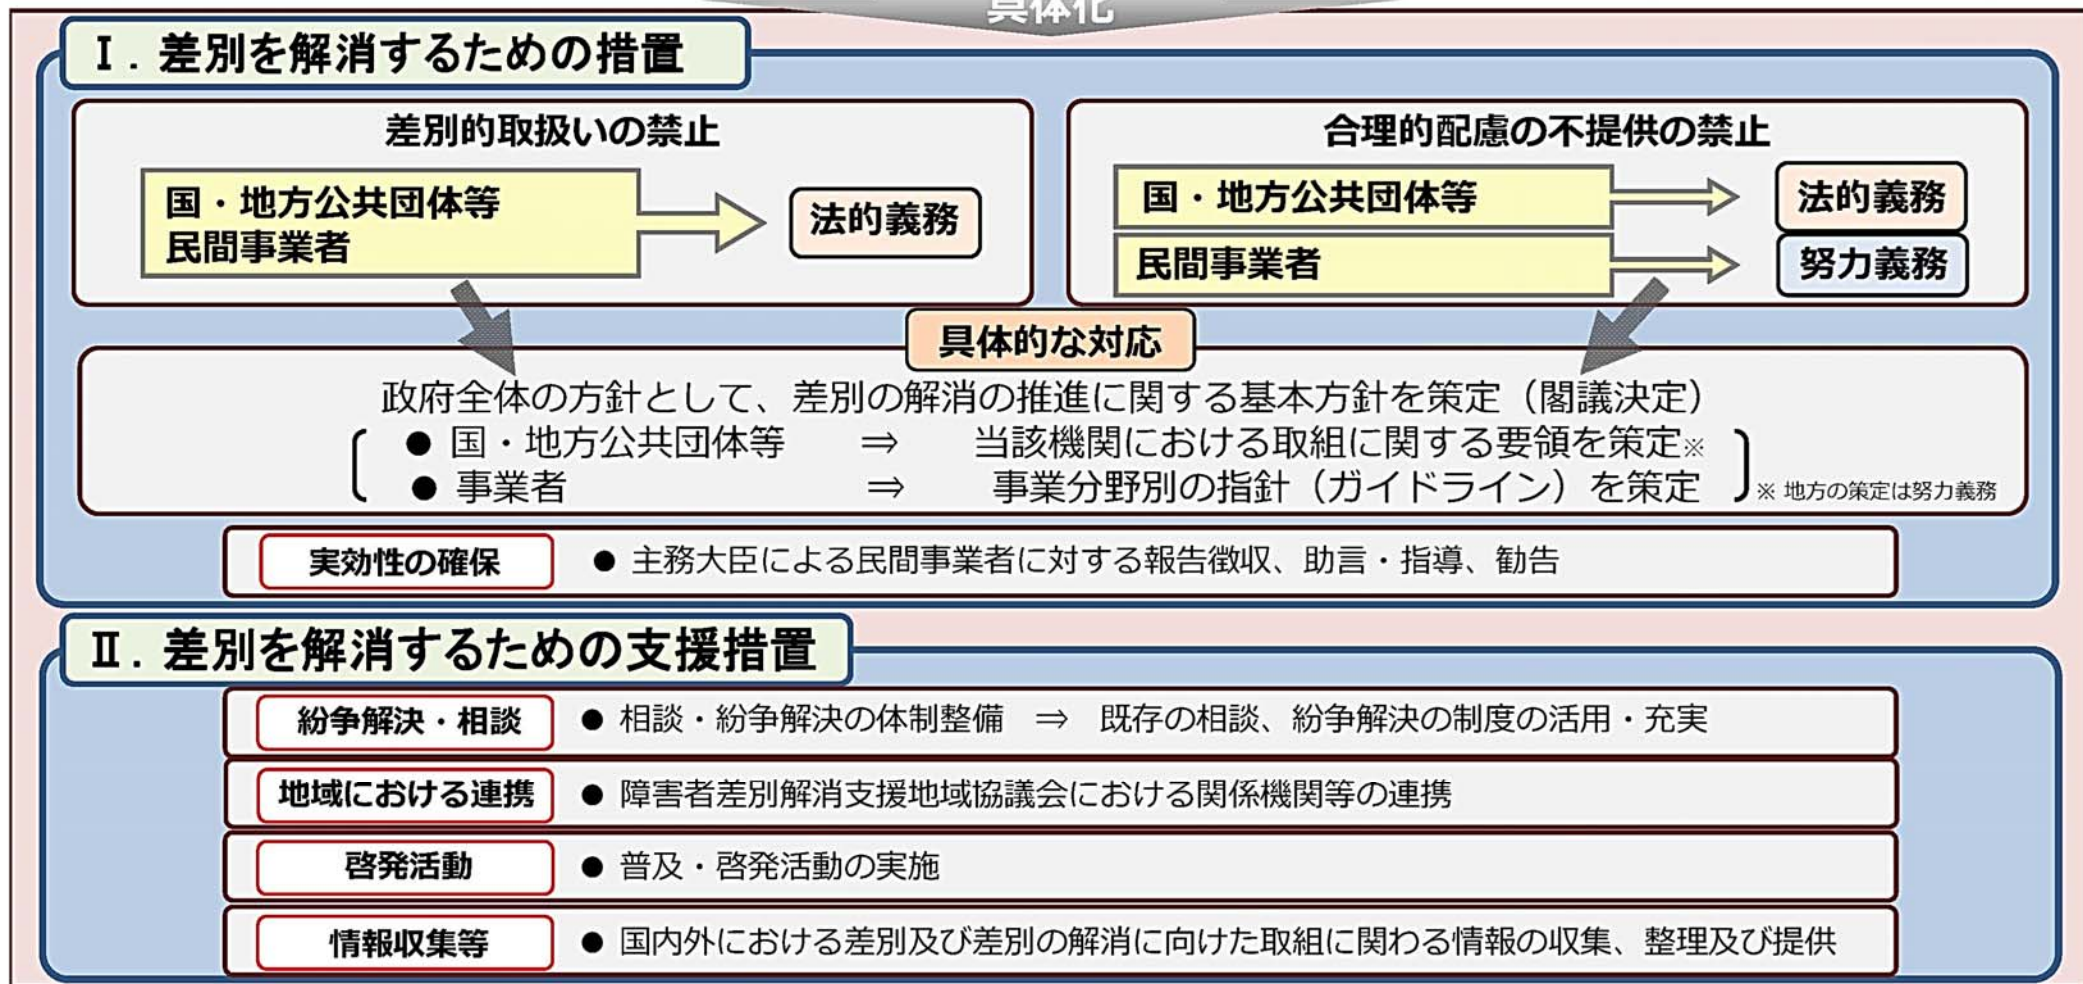 具体化
Ⅰ. 差別を解消するための措置
差別的取扱いの禁止
国・地方公共団体等
民間事業者
法的義務
合理的配慮の不提供の禁止
国・地方公共団体等
法的義務
民間事業者
努力義務
具体的な対応
政府全体の方針として、差別の解消の推進に関する基本方針を策定（閣議決定）
● 国・地方公共団体等 ⇒ 当該機関における取組に関する要領を策定※
● 事業者 ⇒ 事業分野別の指針（ガイドライン）を策定
※ 地方の策定は努力義務
実効性の確保 ● 主務大臣による民間事業者に対する報告徴収、助言・指導、勧告
Ⅱ. 差別を解消するための支援措置
紛争解決・相談 ● 相談・紛争解決の体制整備 ⇒ 既存の相談、紛争解決の制度の活用・充実
地域における連携 ● 障害者差別解消支援地域協議会における関係機関等の連携
啓発活動 ● 普及・啓発活動の実施
情報収集等 ● 国内外における差別及び差別の解消に向けた取組に関わる情報の収集、整理及び提供